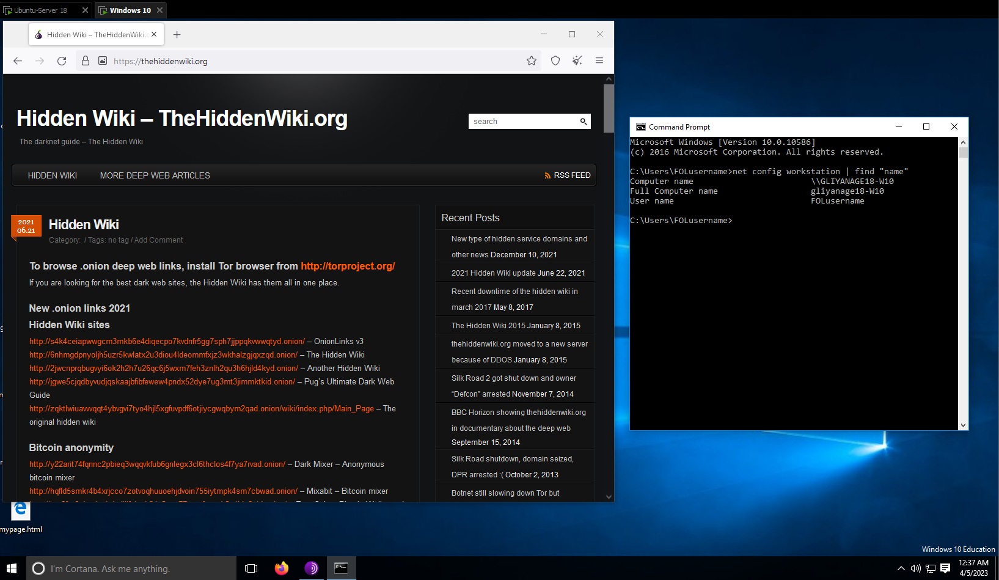 Ubuntu-Server 18
Windows 10
Hidden Wiki – TheHiddenWiki.o
https://thehiddenwiki.org
Hidden Wiki – TheHiddenWiki.org
The darknet guide – The Hidden Wiki
search
HIDDEN WIKI
MORE DEEP WEB ARTICLES
RSS FEED
2021
06.21
Hidden Wiki
Category: / Tags: no tag / Add Comment
To browse .onion deep web links, install Tor browser from http://torproject.org/
If you are looking for the best dark web sites, the Hidden Wiki has them all in one place.
New .onion links 2021
Hidden Wiki sites
http://s4k4ceiapwwgcm3mkb6e4diqecpo7kvdnfr5gg7sph7jjppqkvwwqtyd.onion/ – OnionLinks v3
http://6nhmgdpnyoljh5uzr5kwlatx2u3diou4ldeommfxjz3wkhalzgjqxzqd.onion/ – The Hidden Wiki
http://2jwcnprqbugvyi6ok2h2h7u26qc6j5wxm7feh3znlh2qu3h6hjld4kyd.onion/ – Another Hidden Wiki
http://jgwe5cjqdbyvudjqskaajbfibfewew4pndx52dye7ug3mt3jimmktkid.onion/ – Pug's Ultimate Dark Web
Guide
http://zqktlwiuavvvqqt4ybvgvi7tyo4hjl5xgfuvpdf6otjiycgwqbym2qad.onion/wiki/index.php/Main_Page – The
original hidden wiki
Bitcoin anonymity
http://y22arit74fqnnc2pbieq3wqqvkfub6gnlegx3cl6thclos4f7ya7rvad.onion/ – Dark Mixer – Anonymous
bitcoin mixer
http://hqfld5smkr4b4xrjcco7zotvoqhuuoehjdvoin755iytmpk4sm7cbwad.onion/ – Mixabit – Bitcoin mixer
Recent Posts
New type of hidden service domains and
other news December 10, 2021
2021 Hidden Wiki update June 22, 2021
Recent downtime of the hidden wiki in
march 2017 May 8, 2017
The Hidden Wiki 2015 January 8, 2015
thehiddenwiki.org moved to a new server
because of DDOS January 8, 2015
Silk Road 2 got shut down and owner
“Defcon” arrested November 7, 2014
BBC Horizon showing thehiddenwiki.org
in documentary about the deep web
September 15, 2014
Silk Road shutdown, domain seized,
DPR arrested :( October 2, 2013
Botnet still slowing down Tor but
Command Prompt
Microsoft Windows [Version 10.0.10586]
(c) 2016 Microsoft Corporation. All rights reserved.
C:\Users\FOLusername>net config workstation | find "name"
Computer name \\GLIYANAGE18-W10
Full Computer name gliyanage18-W10
User name FOLusername
C:\Users\FOLusername>
mypage.html
Windows 10 Education
I'm Cortana. Ask me anything.
12:37 AM
4/5/2023